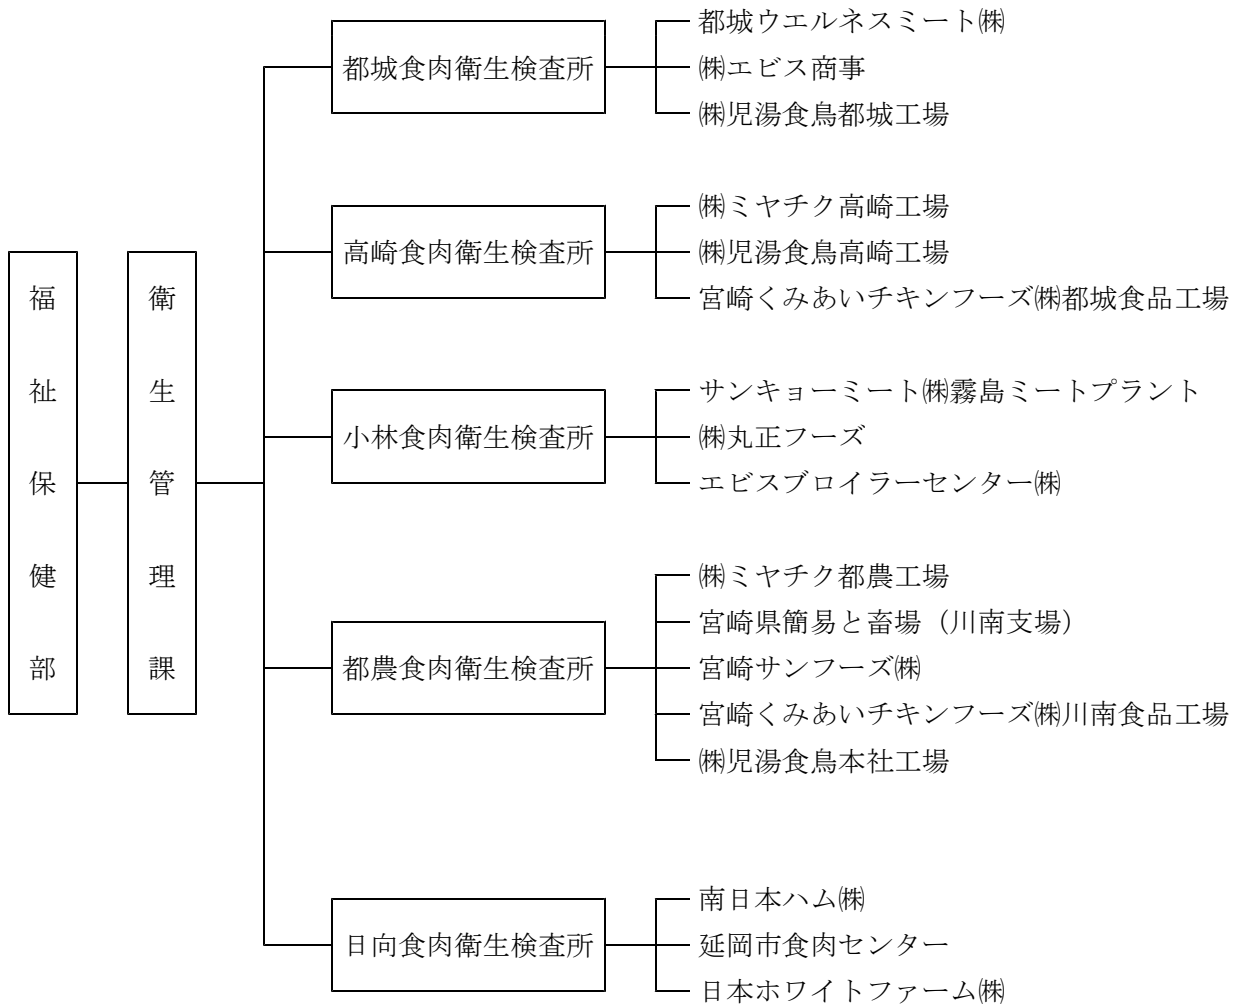 福祉保健部
衛生管理課
都城食肉衛生検査所
都城ウエルネスミート㈱
㈱エビス商事
㈱児湯食鳥都城工場
高崎食肉衛生検査所
㈱ミヤチク高崎工場
㈱児湯食鳥高崎工場
宮崎くみあいチキンフーズ㈱都城食品工場
小林食肉衛生検査所
サンキョーミート㈱霧島ミートプラント
㈱丸正フーズ
エビスブロイラーセンター㈱
都農食肉衛生検査所
㈱ミヤチク都農工場
宮崎県簡易と畜場（川南支場）
宮崎サンフーズ㈱
宮崎くみあいチキンフーズ㈱川南食品工場
㈱児湯食鳥本社工場
日向食肉衛生検査所
南日本ハム㈱
延岡市食肉センター
日本ホワイトファーム㈱